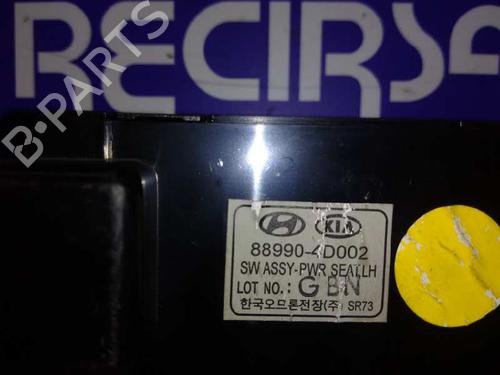 RECIRSA
B-PARTS
KIA
88990-4D002
SW ASSY-PWR SEAT.LH
LOT NO.: GBN
한국오므론전장(주) SR73